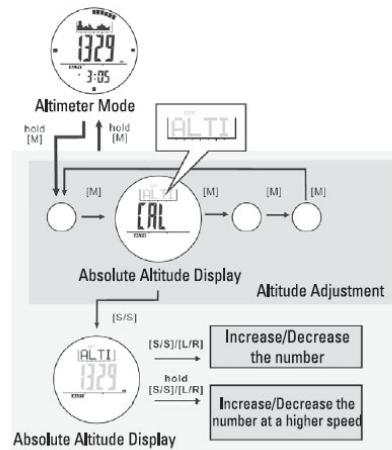 1329
3:05
Altimeter Mode
hold
[M]
hold
[M]
ALTI
[M]
ALTI
CAL
[M]
[M]
[M]
Absolute Altitude Display
Altitude Adjustment
[S/S]
ALTI
1329
[S/S]/[L/R]
Increase/Decrease
the number
hold
[S/S]/[L/R]
Increase/Decrease the
number at a higher speed
Absolute Altitude Display